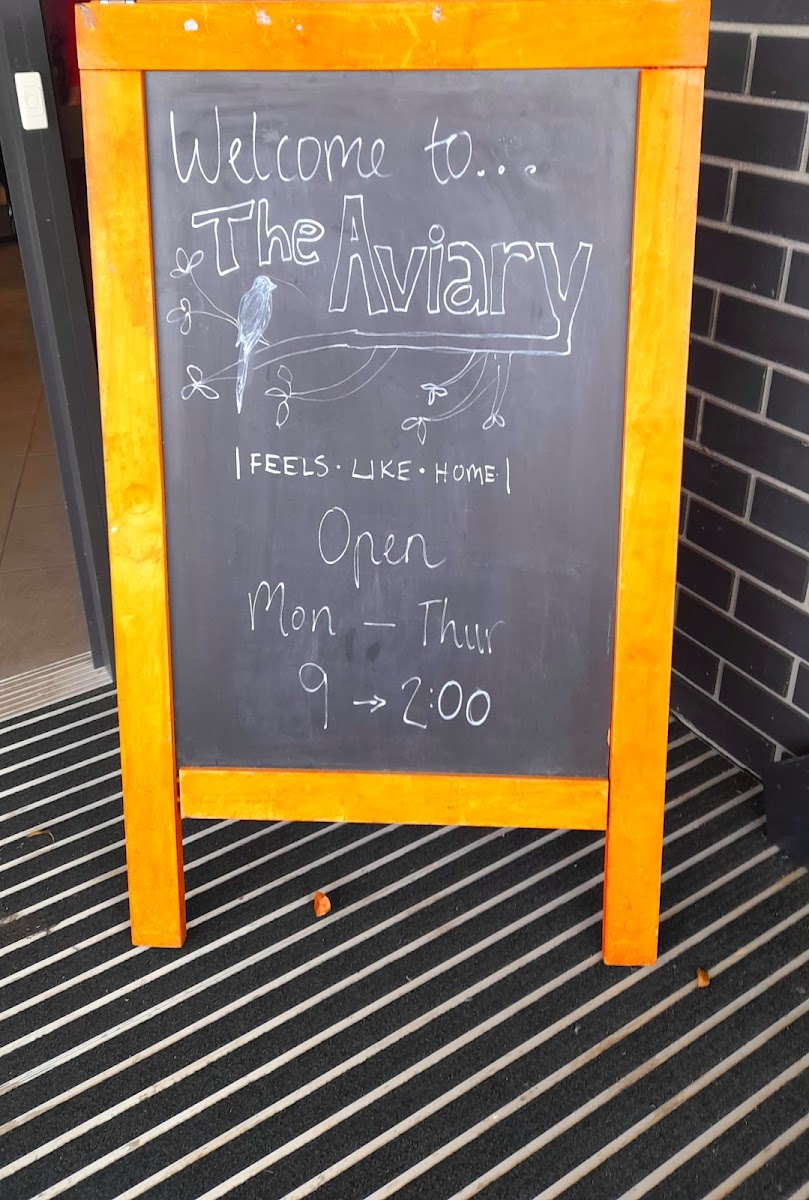 Welcome to...
The Aviary
|FEELS·LIKE·HOME|
Open
Mon — Thur
9 → 2:00